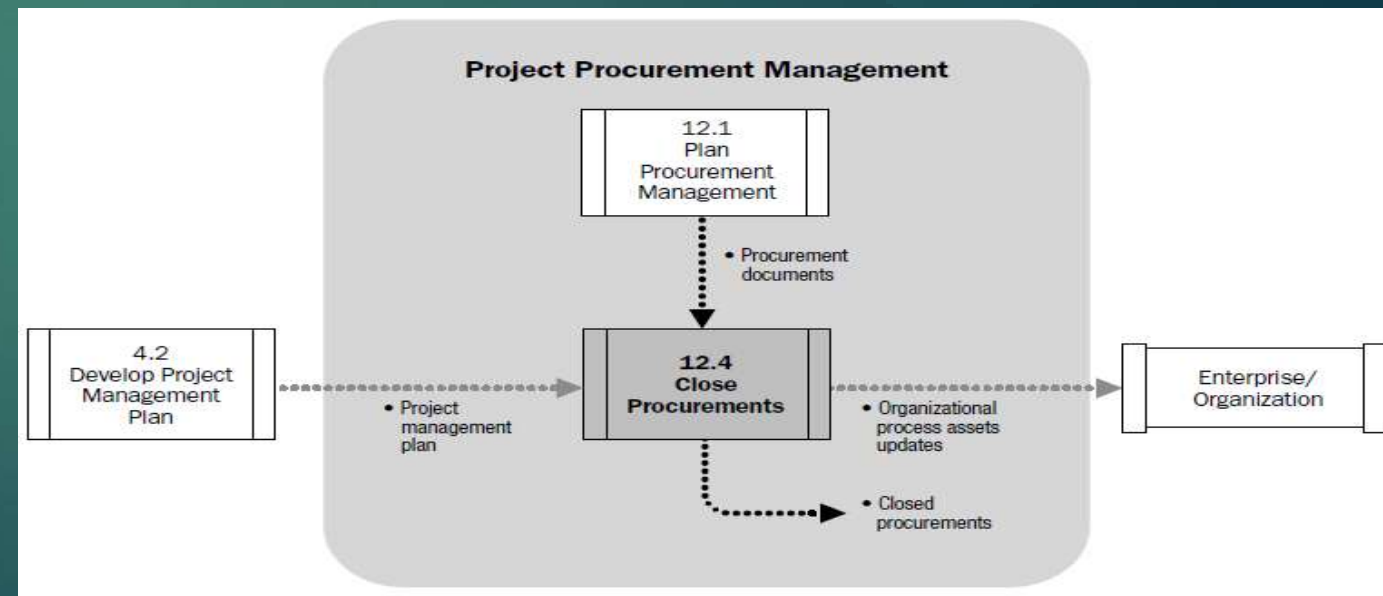 Project Procurement Management
12.1
Plan
Procurement
Management
• Procurement
documents
4.2
Develop Project
Management
Plan
• Project
management
plan
12.4
Close
Procurements
• Organizational
process assets
updates
Enterprise/
Organization
• Closed
procurements